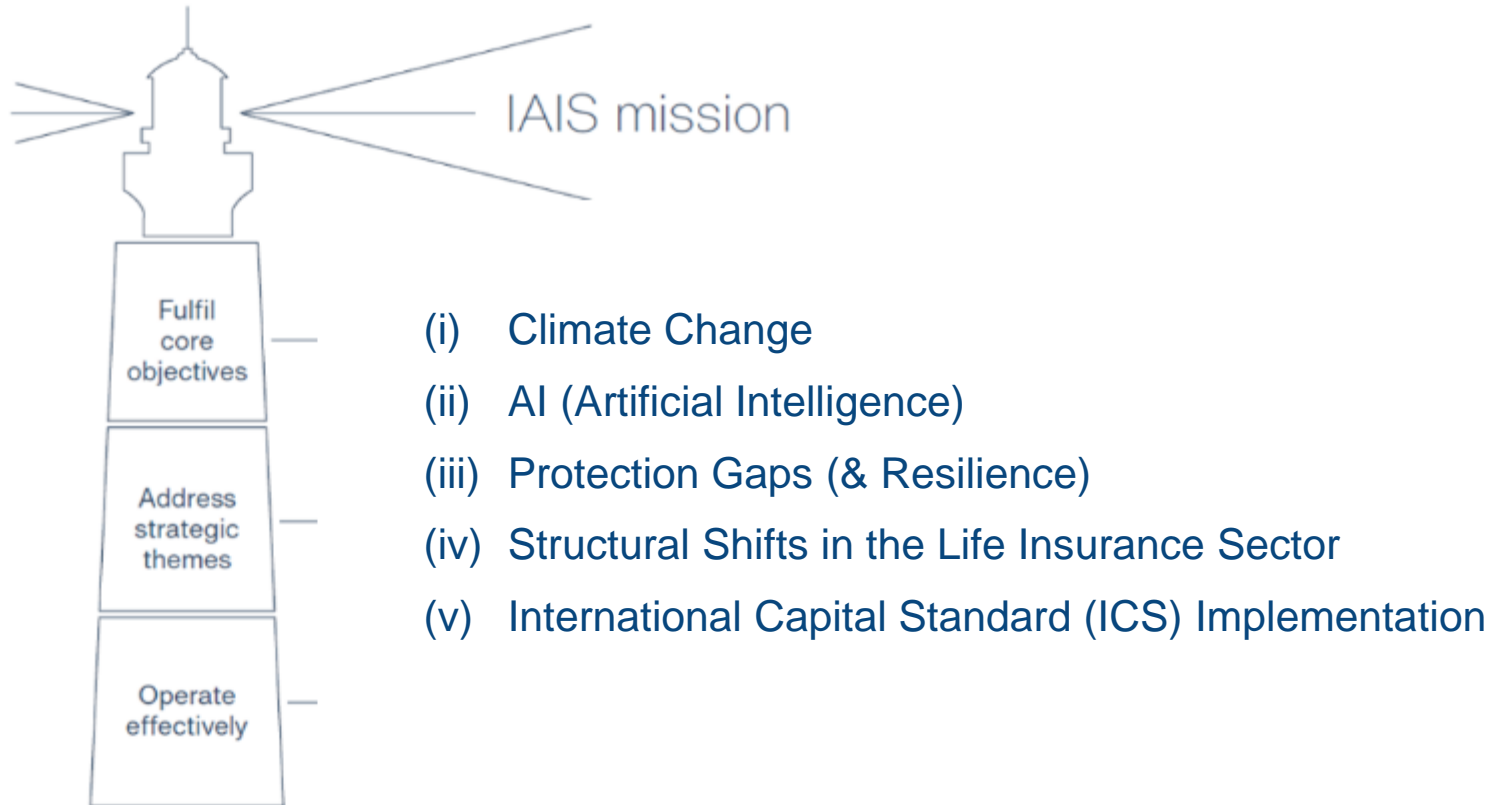 IAIS mission
Fulfil
core
objectives
Address
strategic
themes
Operate
effectively
(i) Climate Change
(ii) AI (Artificial Intelligence)
(iii) Protection Gaps (& Resilience)
(iv) Structural Shifts in the Life Insurance Sector
(v) International Capital Standard (ICS) Implementation